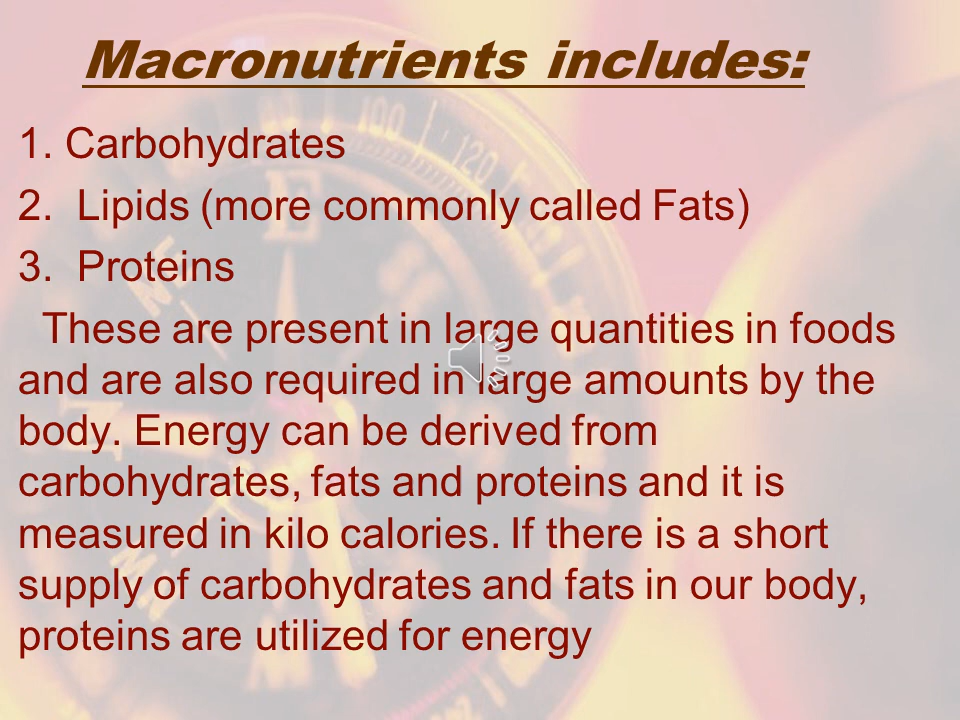 Macronutrients includes:
1. Carbohydrates
2. Lipids (more commonly called Fats)
3. Proteins
These are present in large quantities in foods
and are also required in large amounts by the
body. Energy can be derived from
carbohydrates, fats and proteins and it is
measured in kilo calories. If there is a short
supply of carbohydrates and fats in our body,
proteins are utilized for energy
100
120
E